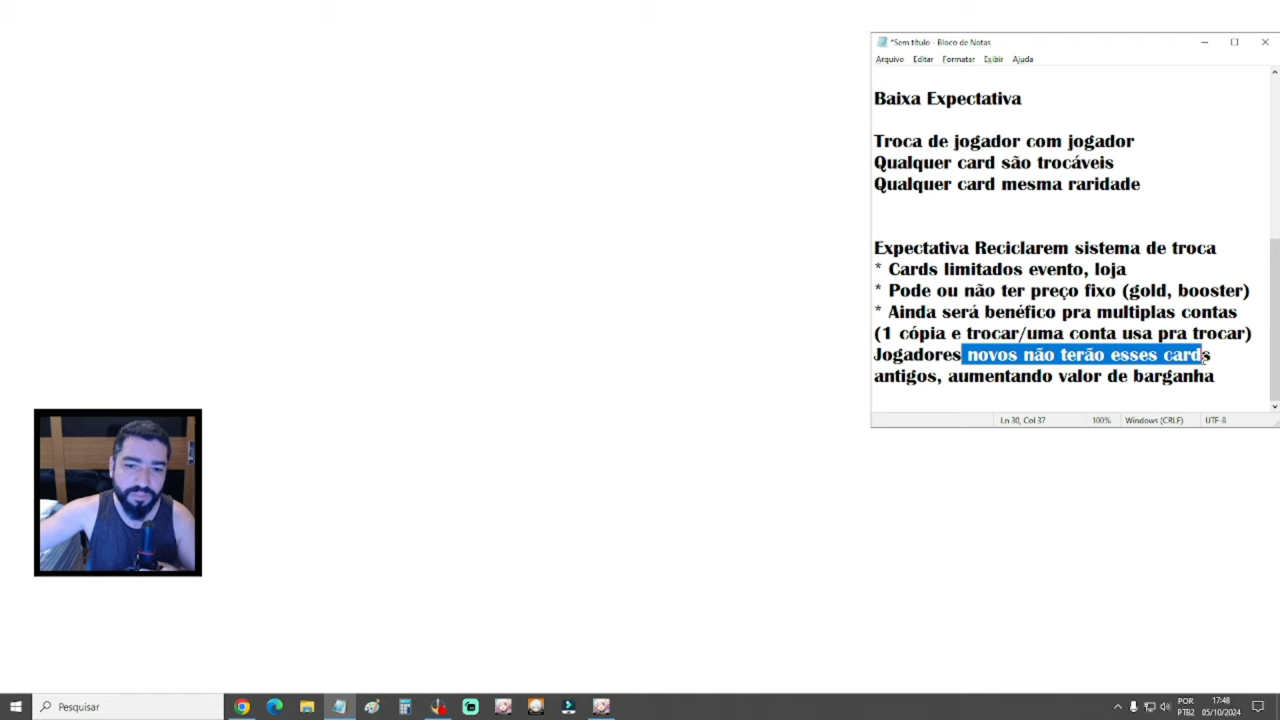 *Sem título - Bloco de Notas
Arquivo Editar Formatar Exibir Ajuda
Baixa Expectativa
Troca de jogador com jogador
Qualquer card são trocáveis
Qualquer card mesma raridade
Expectativa Reciclarem sistema de troca
* Cards limitados evento, loja
* Pode ou não ter preço fixo (gold, booster)
* Ainda será benéfico pra multiplas contas
(1 cópia e trocar/uma conta usa pra trocar)
Jogadores novos não terão esses cards
antigos, aumentando valor de barganha
Ln 30, Col 37 100% Windows (CRLF) UTF-8
Pesquisar
POR
PTB2
17:48
05/10/2024